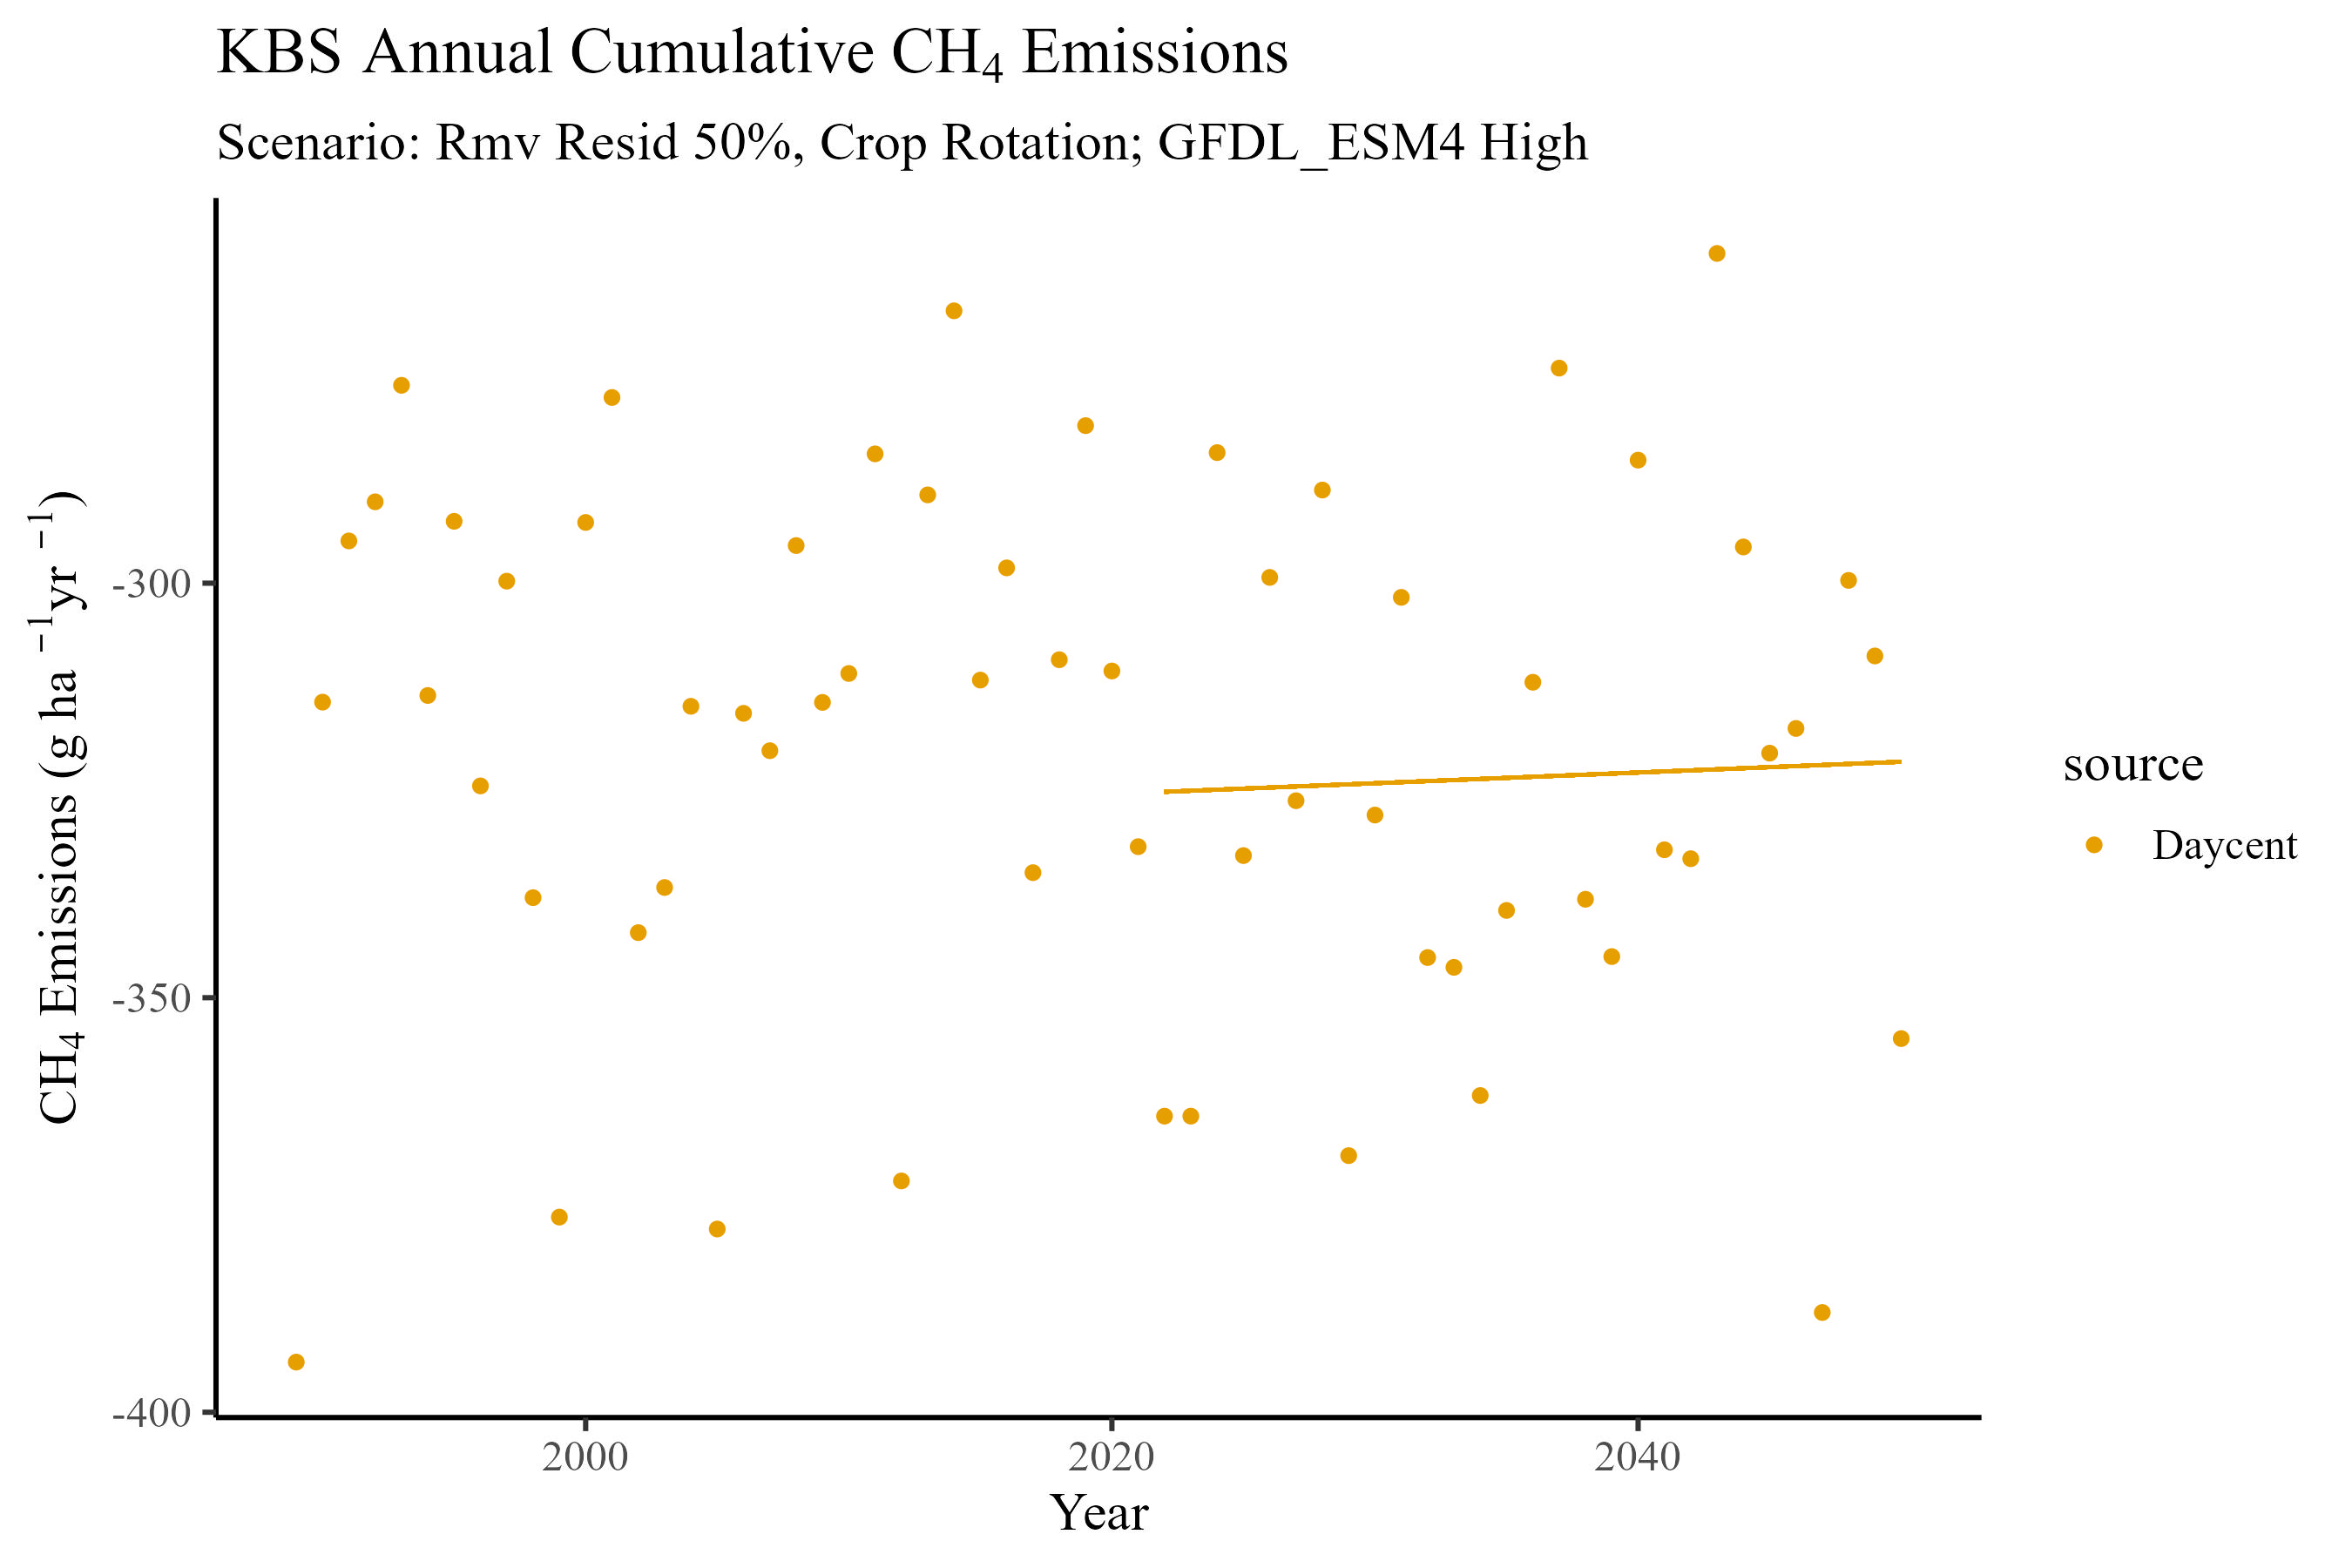 KBS Annual Cumulative CH₄ Emissions
Scenario: Rmv Resid 50%, Crop Rotation; GFDL_ESM4 High
CH₄ Emissions (g ha ⁻¹yr ⁻¹)
-300
-350
-400
2000
2020
2040
Year
source
Daycent